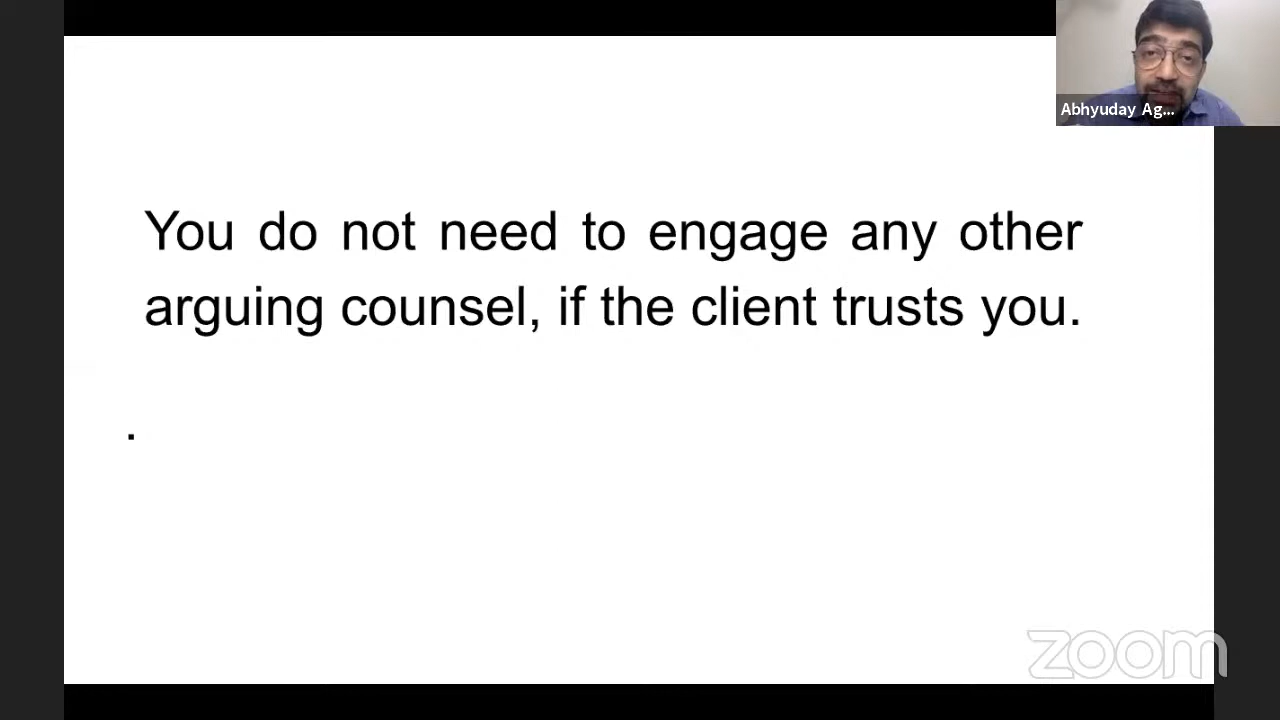 Abhyuday Ag...
You do not need to engage any other
arguing counsel, if the client trusts you.
.
zoom